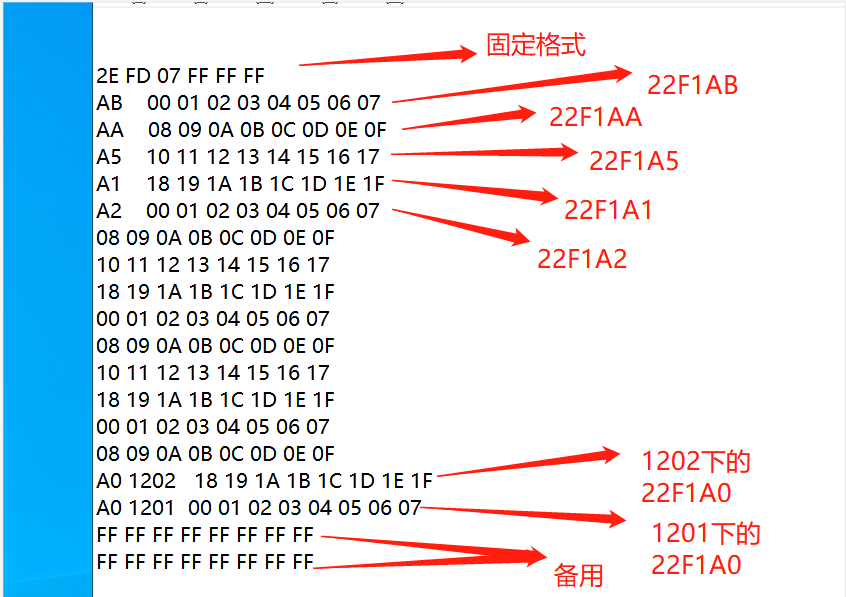 固定格式
2E FD 07 FF FF FF
AB 00 01 02 03 04 05 06 07
22F1AB
AA 08 09 0A 0B 0C 0D 0E 0F
22F1AA
A5 10 11 12 13 14 15 16 17
22F1A5
A1 18 19 1A 1B 1C 1D 1E 1F
22F1A1
A2 00 01 02 03 04 05 06 07
22F1A2
08 09 0A 0B 0C 0D 0E 0F
10 11 12 13 14 15 16 17
18 19 1A 1B 1C 1D 1E 1F
00 01 02 03 04 05 06 07
08 09 0A 0B 0C 0D 0E 0F
10 11 12 13 14 15 16 17
18 19 1A 1B 1C 1D 1E 1F
00 01 02 03 04 05 06 07
08 09 0A 0B 0C 0D 0E 0F
A0 1202 18 19 1A 1B 1C 1D 1E 1F
1202下的
22F1A0
A0 1201 00 01 02 03 04 05 06 07
1201下的
22F1A0
FF FF FF FF FF FF FF FF
FF FF FF FF FF FF FF FF
备用